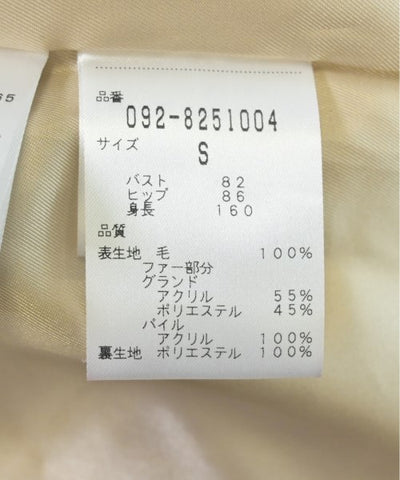 65
品番
092-8251004
サイズ
S
バスト 82
ヒップ 86
身長 160
品質
表生地 毛 100%
ファー部分
グランド
アクリル 55%
ポリエステル 45%
パイル
アクリル 100%
裏生地 ポリエステル 100%